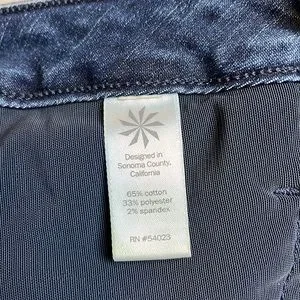 Designed in
Sonoma County,
California
65% cotton
33% polyester
2% spandex
RN #54023